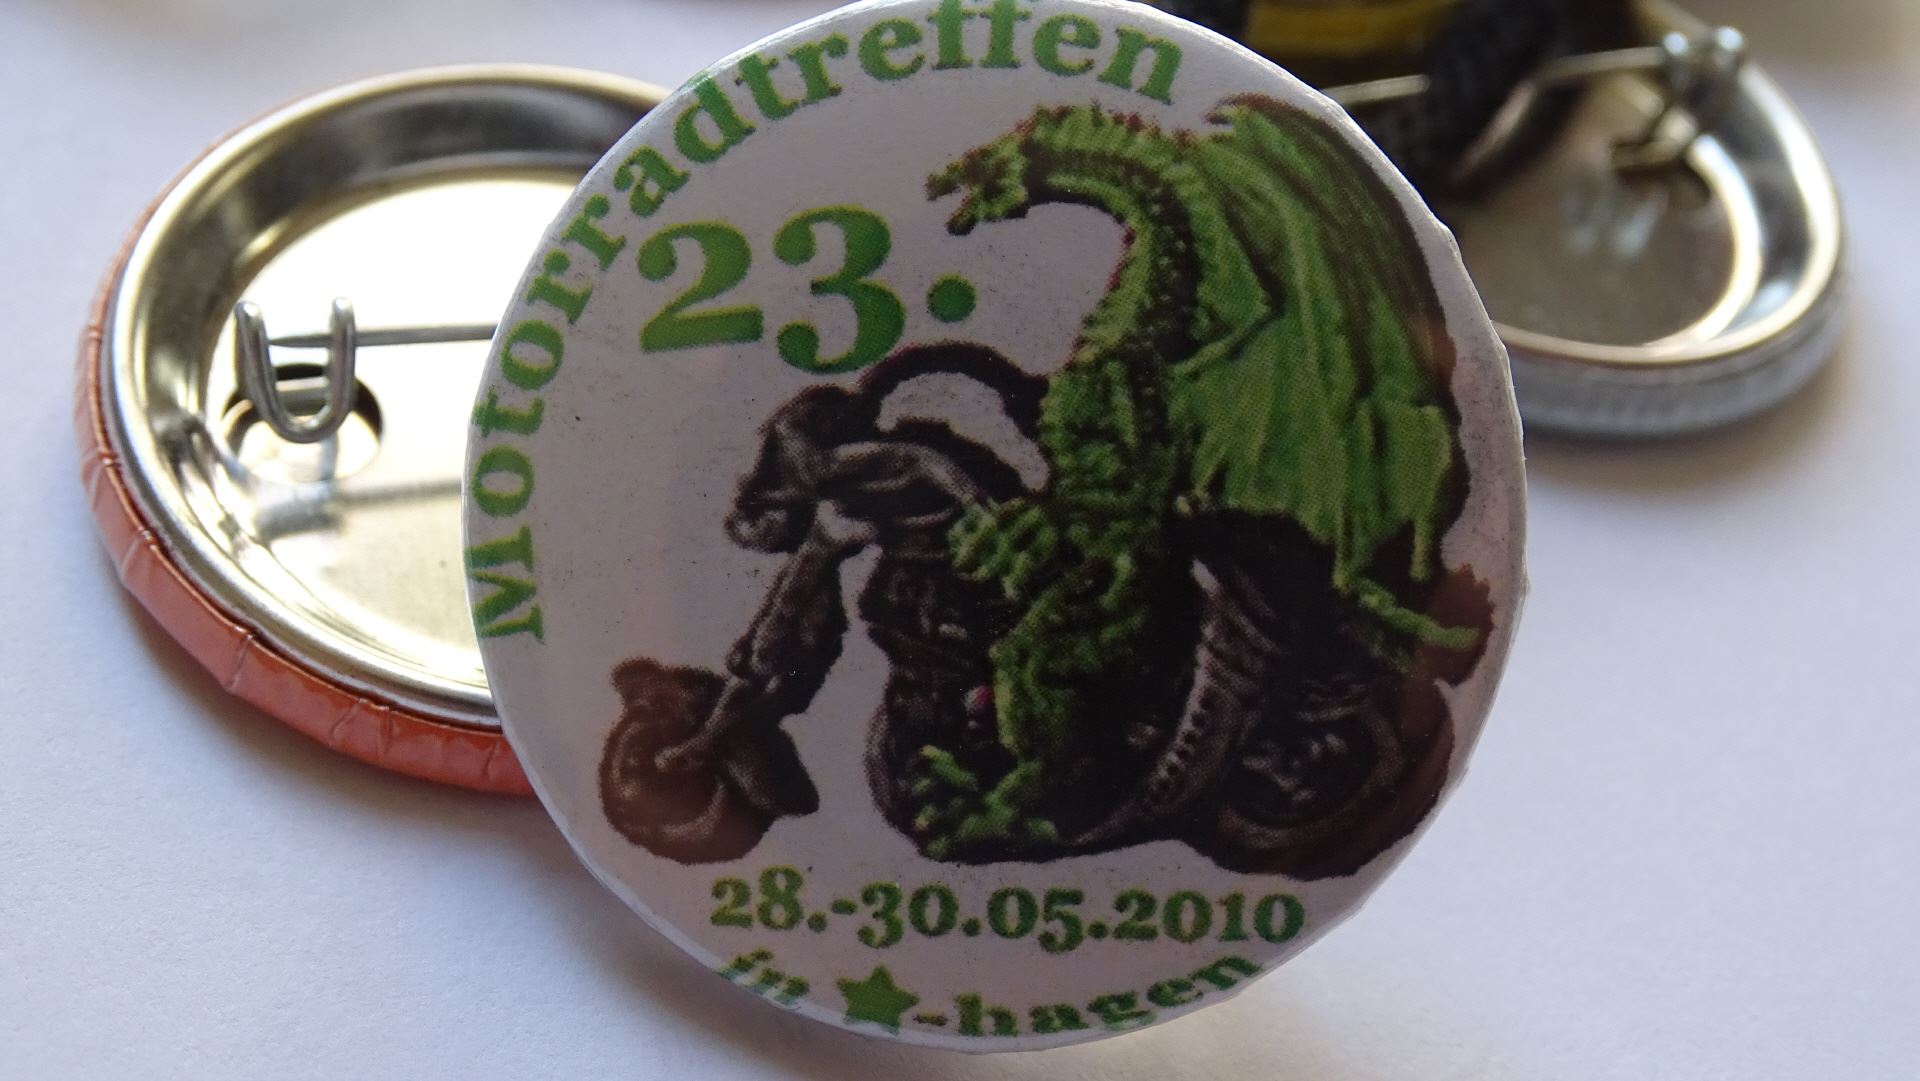 Motorradtreffen
23.
28.-30.05.2010
in ★-hagen